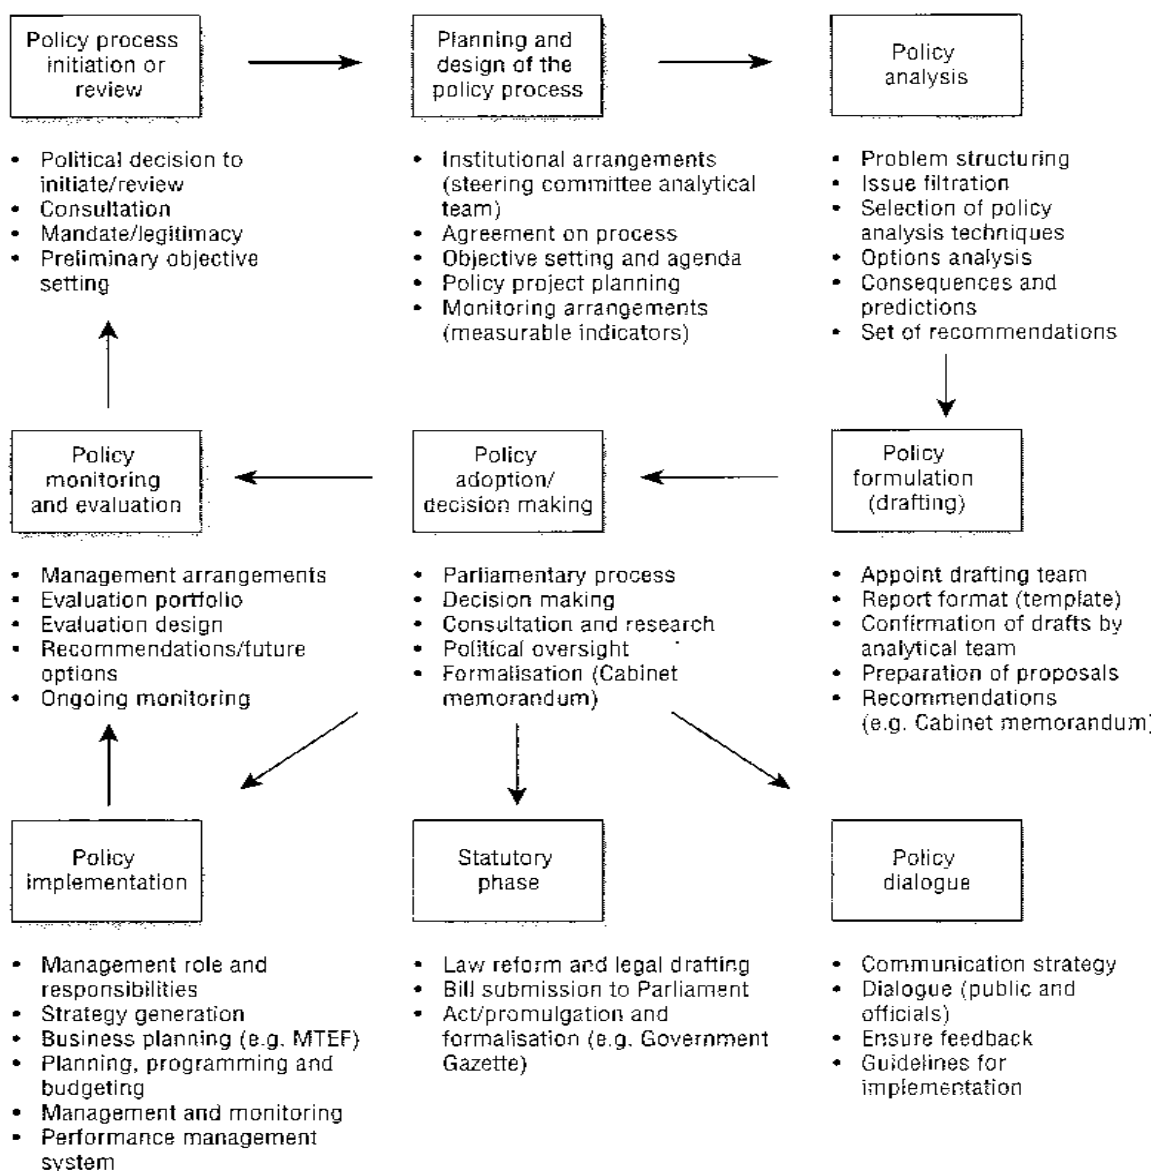 Policy process
initiation or
review
Planning and
design of the
policy process
Policy
analysis
• Political decision to
initiate/review
• Consultation
• Mandate/legitimacy
• Preliminary objective
setting
• Institutional arrangements
(steering committee analytical
team)
• Agreement on process
• Objective setting and agenda
• Policy project planning
• Monitoring arrangements
(measurable indicators)
• Problem structuring
• Issue filtration
• Selection of policy
analysis techniques
• Options analysis
• Consequences and
predictions
• Set of recommendations
Policy
monitoring
and evaluation
Policy
adoption/
decision making
Policy
formulation
(drafting)
• Management arrangements
• Evaluation portfolio
• Evaluation design
• Recommendations/future
options
• Ongoing monitoring
• Parliamentary process
• Decision making
• Consultation and research
• Political oversight
• Formalisation (Cabinet
memorandum)
• Appoint drafting team
• Report format (template)
• Confirmation of drafts by
analytical team
• Preparation of proposals
• Recommendations
(e.g. Cabinet memorandum)
Policy
implementation
Statutory
phase
Policy
dialogue
• Management role and
responsibilities
• Strategy generation
• Business planning (e.g. MTEF)
• Planning, programming and
budgeting
• Management and monitoring
• Performance management
system
• Law reform and legal drafting
• Bill submission to Parliament
• Act/promulgation and
formalisation (e.g. Government
Gazette)
• Communication strategy
• Dialogue (public and
officials)
• Ensure feedback
• Guidelines for
implementation